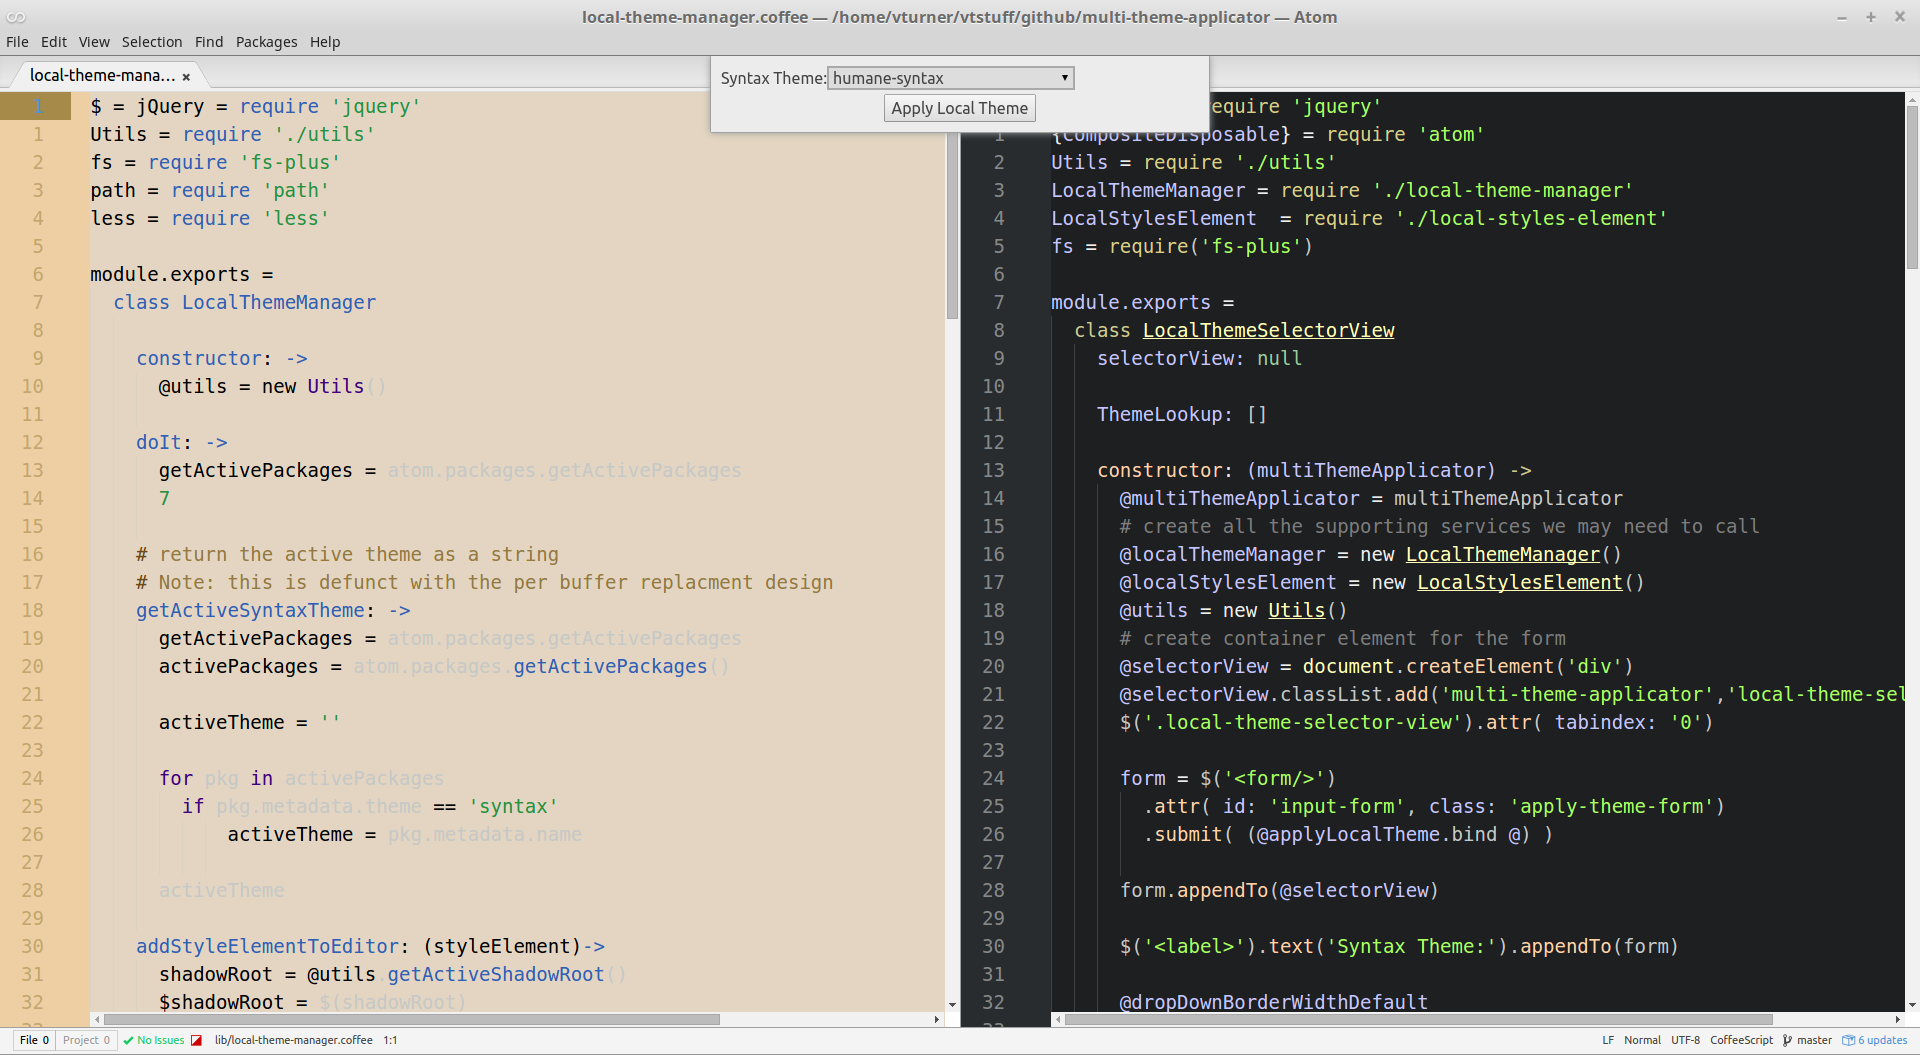 local-theme-manager.coffee — /home/vturner/vtstuff/github/multi-theme-applicator — Atom
File Edit View Selection Find Packages Help
local-theme-mana... ×
Syntax Theme: humane-syntax
Apply Local Theme
1 $ = jQuery = require 'jquery'
1 Utils = require './utils'
2 fs = require 'fs-plus'
3 path = require 'path'
4 less = require 'less'
5
6 module.exports =
7 class LocalThemeManager
8
9 constructor: ->
10 @utils = new Utils()
11
12 doIt: ->
13 getActivePackages = atom.packages.getActivePackages
14 7
15
16 # return the active theme as a string
17 # Note: this is defunct with the per buffer replacment design
18 getActiveSyntaxTheme: ->
19 getActivePackages = atom.packages.getActivePackages
20 activePackages = atom.packages.getActivePackages()
21
22 activeTheme = ''
23
24 for pkg in activePackages
25 if pkg.metadata.theme == 'syntax'
26 activeTheme = pkg.metadata.name
27
28 activeTheme
29
30 addStyleElementToEditor: (styleElement)->
31 shadowRoot = @utils.getActiveShadowRoot()
32 $shadowRoot = $(shadowRoot)
equire 'jquery'
1 {CompositeDisposable} = require 'atom'
2 Utils = require './utils'
3 LocalThemeManager = require './local-theme-manager'
4 LocalStylesElement  = require './local-styles-element'
5 fs = require('fs-plus')
6
7 module.exports =
8 class LocalThemeSelectorView
9 selectorView: null
10
11 ThemeLookup: []
12
13 constructor: (multiThemeApplicator) ->
14 @multiThemeApplicator = multiThemeApplicator
15 # create all the supporting services we may need to call
16 @localThemeManager = new LocalThemeManager()
17 @localStylesElement = new LocalStylesElement()
18 @utils = new Utils()
19 # create container element for the form
20 @selectorView = document.createElement('div')
21 @selectorView.classList.add('multi-theme-applicator','local-theme-sel
22 $('.local-theme-selector-view').attr( tabindex: '0')
23
24 form = $('<form/>')
25 .attr( id: 'input-form', class: 'apply-theme-form')
26 .submit( (@applyLocalTheme.bind @) )
27
28 form.appendTo(@selectorView)
29
30 $('<label>').text('Syntax Theme:').appendTo(form)
31
32 @dropDownBorderWidthDefault
File 0 Project 0 No Issues lib/local-theme-manager.coffee 1:1 LF Normal UTF-8 CoffeeScript master 6 updates